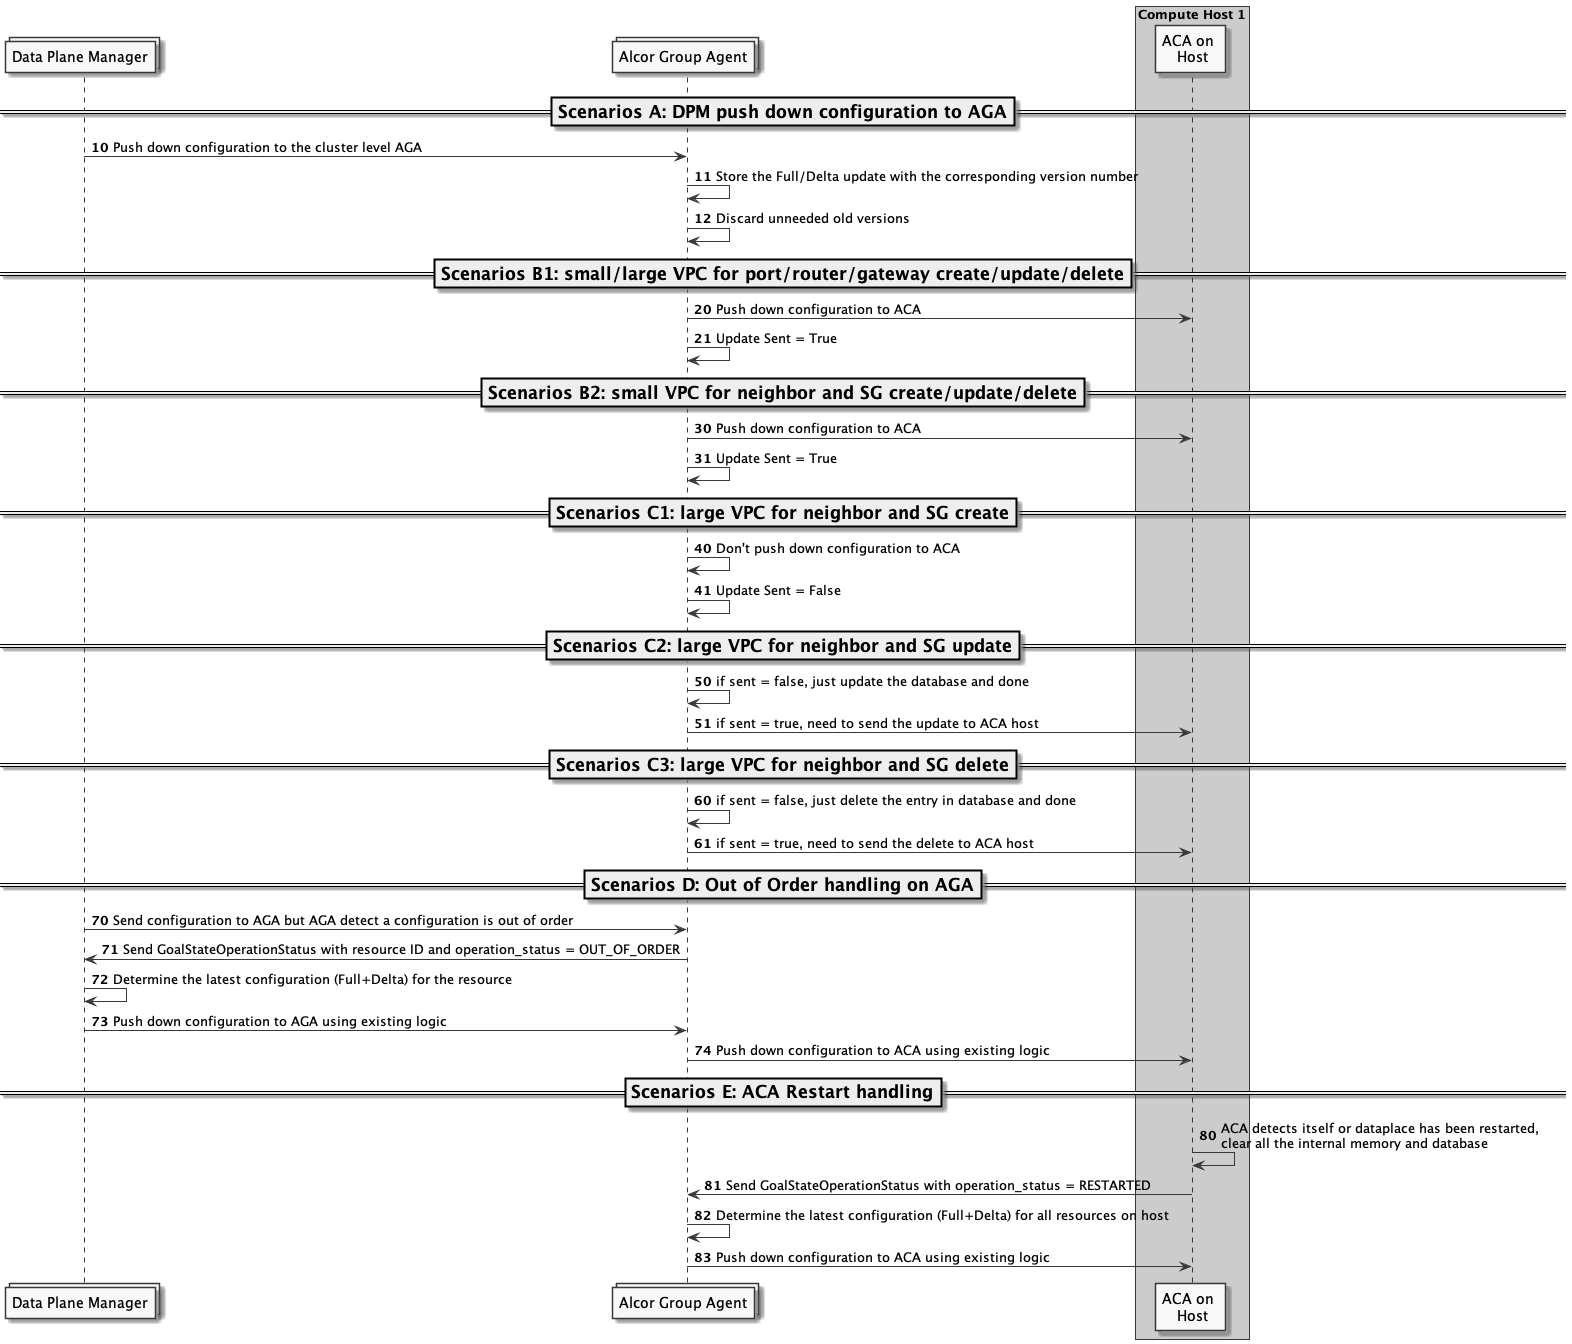 Compute Host 1
Data Plane Manager
Alcor Group Agent
ACA on
Host
Scenarios A: DPM push down configuration to AGA
10 Push down configuration to the cluster level AGA
11 Store the Full/Delta update with the corresponding version number
12 Discard unneeded old versions
Scenarios B1: small/large VPC for port/router/gateway create/update/delete
20 Push down configuration to ACA
21 Update Sent = True
Scenarios B2: small VPC for neighbor and SG create/update/delete
30 Push down configuration to ACA
31 Update Sent = True
Scenarios C1: large VPC for neighbor and SG create
40 Don't push down configuration to ACA
41 Update Sent = False
Scenarios C2: large VPC for neighbor and SG update
50 if sent = false, just update the database and done
51 if sent = true, need to send the update to ACA host
Scenarios C3: large VPC for neighbor and SG delete
60 if sent = false, just delete the entry in database and done
61 if sent = true, need to send the delete to ACA host
Scenarios D: Out of Order handling on AGA
70 Send configuration to AGA but AGA detect a configuration is out of order
71 Send GoalStateOperationStatus with resource ID and operation_status = OUT_OF_ORDER
72 Determine the latest configuration (Full+Delta) for the resource
73 Push down configuration to AGA using existing logic
74 Push down configuration to ACA using existing logic
Scenarios E: ACA Restart handling
80 ACA detects itself or dataplace has been restarted,
clear all the internal memory and database
81 Send GoalStateOperationStatus with operation_status = RESTARTED
82 Determine the latest configuration (Full+Delta) for all resources on host
83 Push down configuration to ACA using existing logic
Data Plane Manager
Alcor Group Agent
ACA on
Host